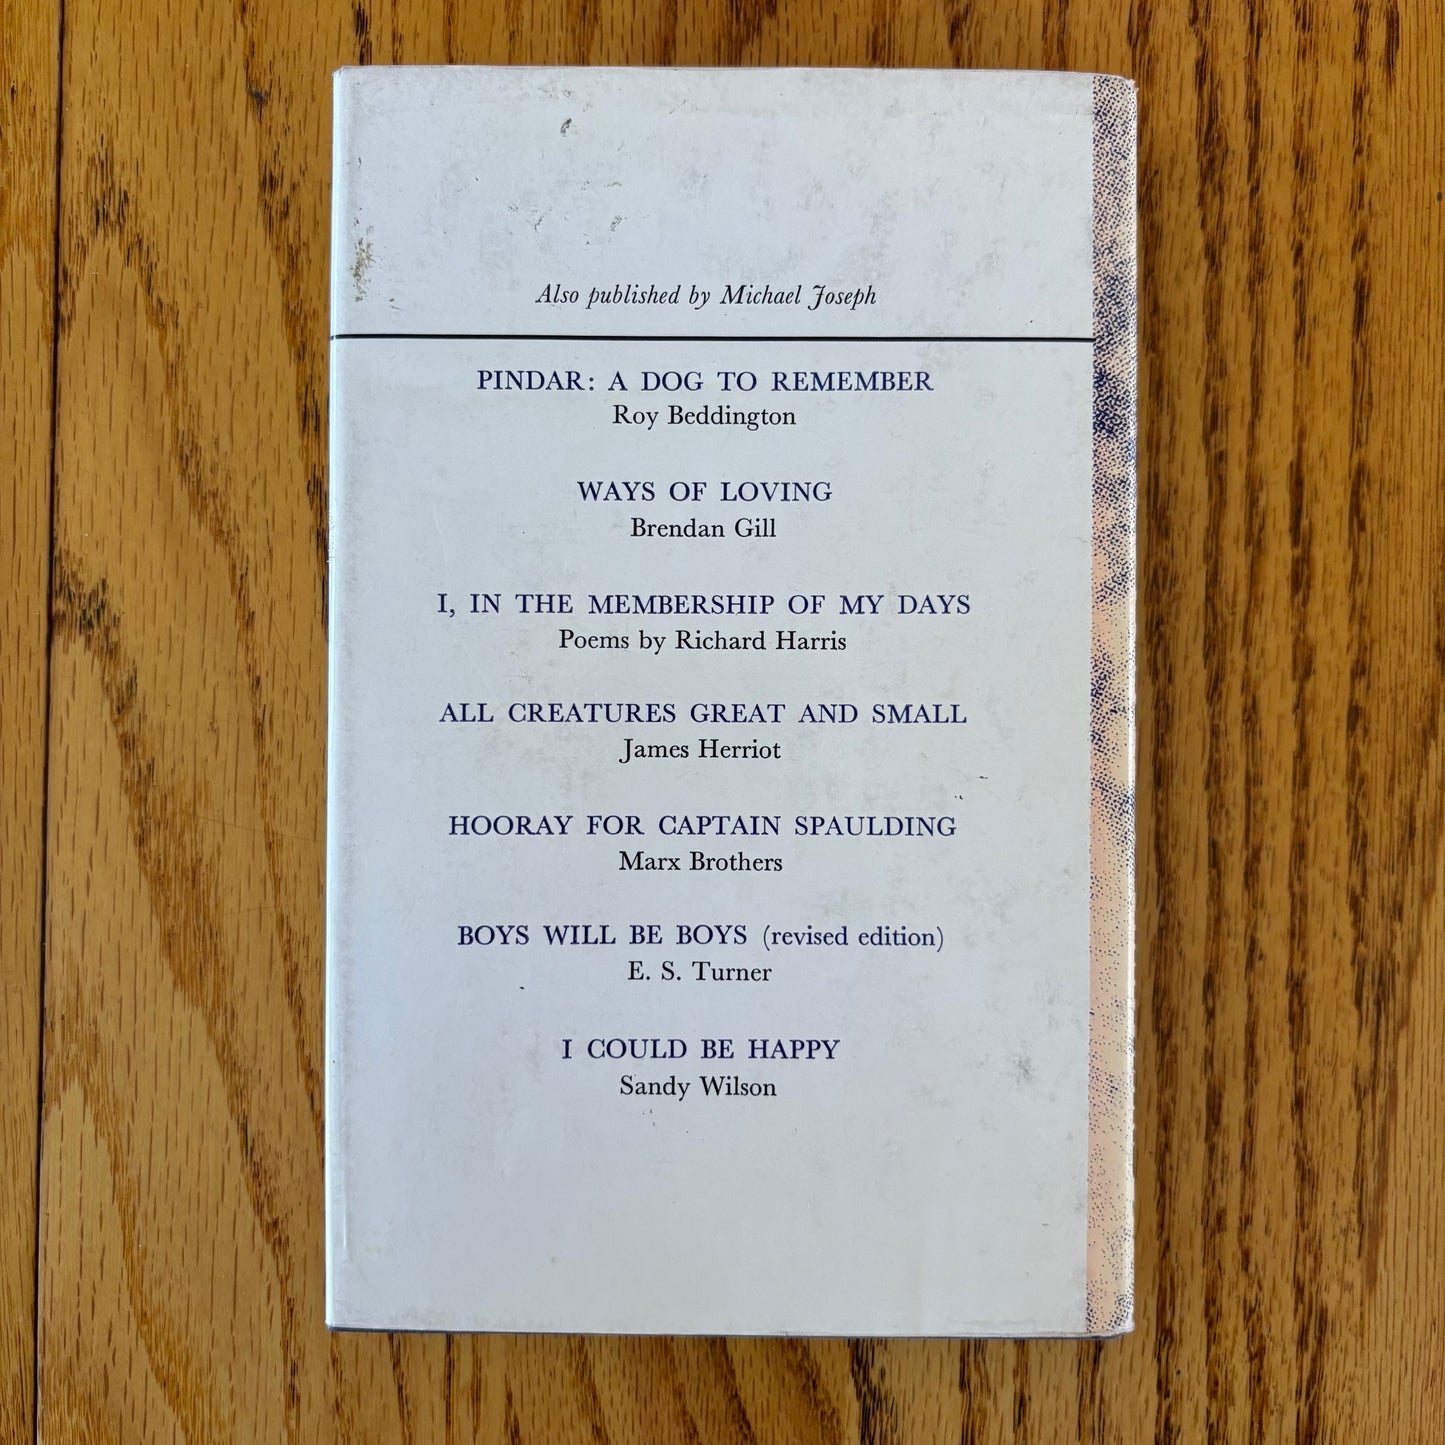 Also published by Michael Joseph
PINDAR: A DOG TO REMEMBER
Roy Beddington
WAYS OF LOVING
Brendan Gill
I, IN THE MEMBERSHIP OF MY DAYS
Poems by Richard Harris
ALL CREATURES GREAT AND SMALL
James Herriot
HOORAY FOR CAPTAIN SPAULDING
Marx Brothers
BOYS WILL BE BOYS (revised edition)
E. S. Turner
I COULD BE HAPPY
Sandy Wilson